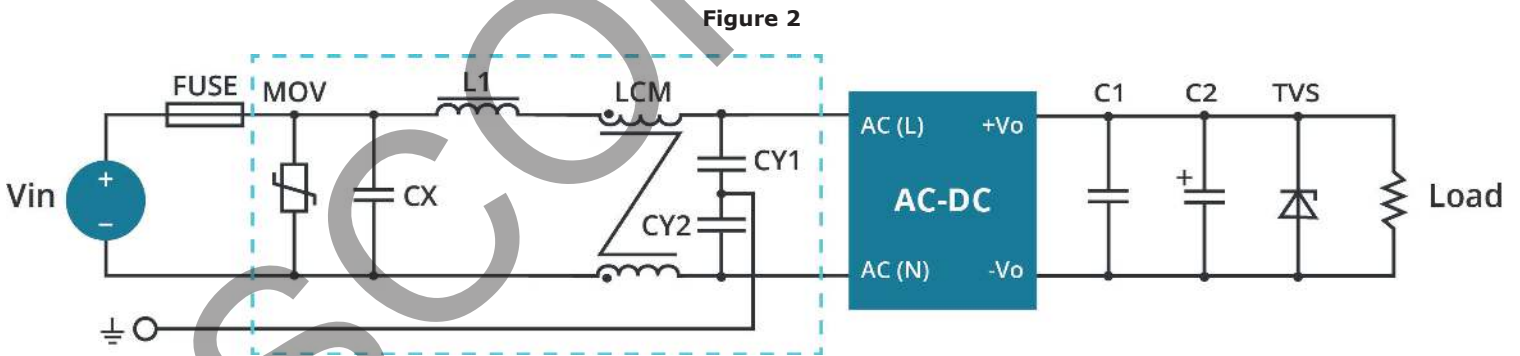 Figure 2
FUSE
MOV
L1
LCM
CX
CY1
CY2
Vin
+
−
AC (L)
+Vo
AC-DC
AC (N)
-Vo
C1
C2
TVS
+
Load